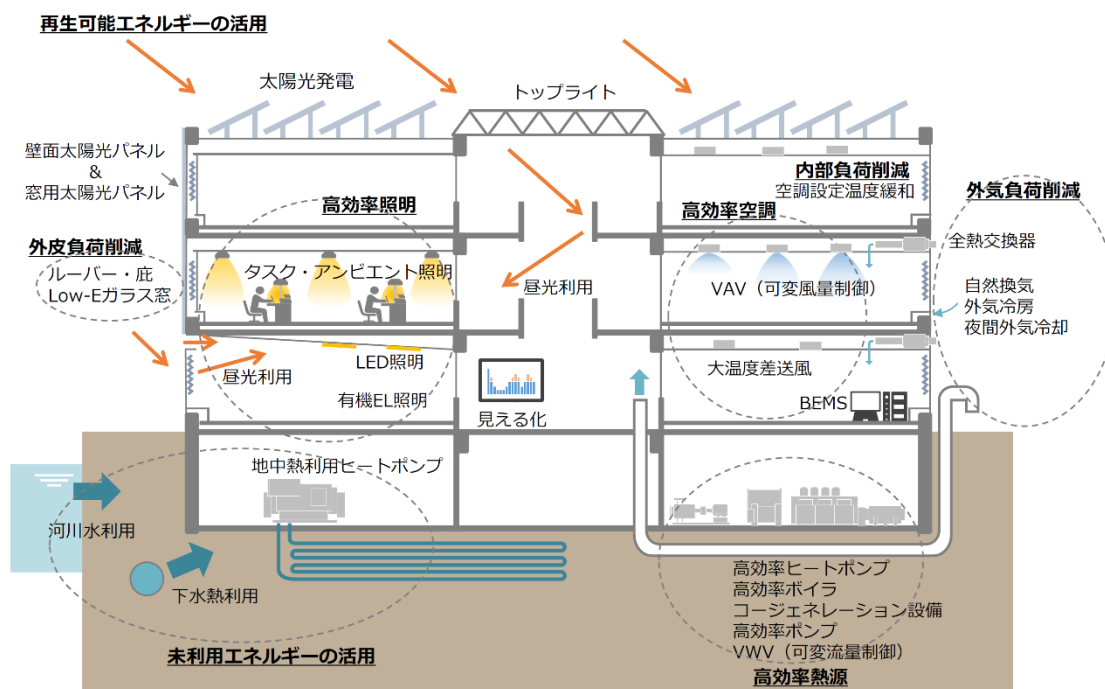 再生可能エネルギーの活用
太陽光発電
トップライト
壁面太陽光パネル
&
窓用太陽光パネル
内部負荷削減
空調設定温度緩和
外気負荷削減
高効率照明
高効率空調
外皮負荷削減
ルーバー・庇
Low-Eガラス窓
タスク・アンビエント照明
昼光利用
VAV（可変風量制御）
全熱交換器
自然換気
外気冷房
夜間外気冷却
昼光利用
LED照明
有機EL照明
見える化
大温度差送風
BEMS
地中熱利用ヒートポンプ
河川水利用
下水熱利用
未利用エネルギーの活用
高効率ヒートポンプ
高効率ボイラ
コージェネレーション設備
高効率ポンプ
VWV（可変流量制御）
高効率熱源